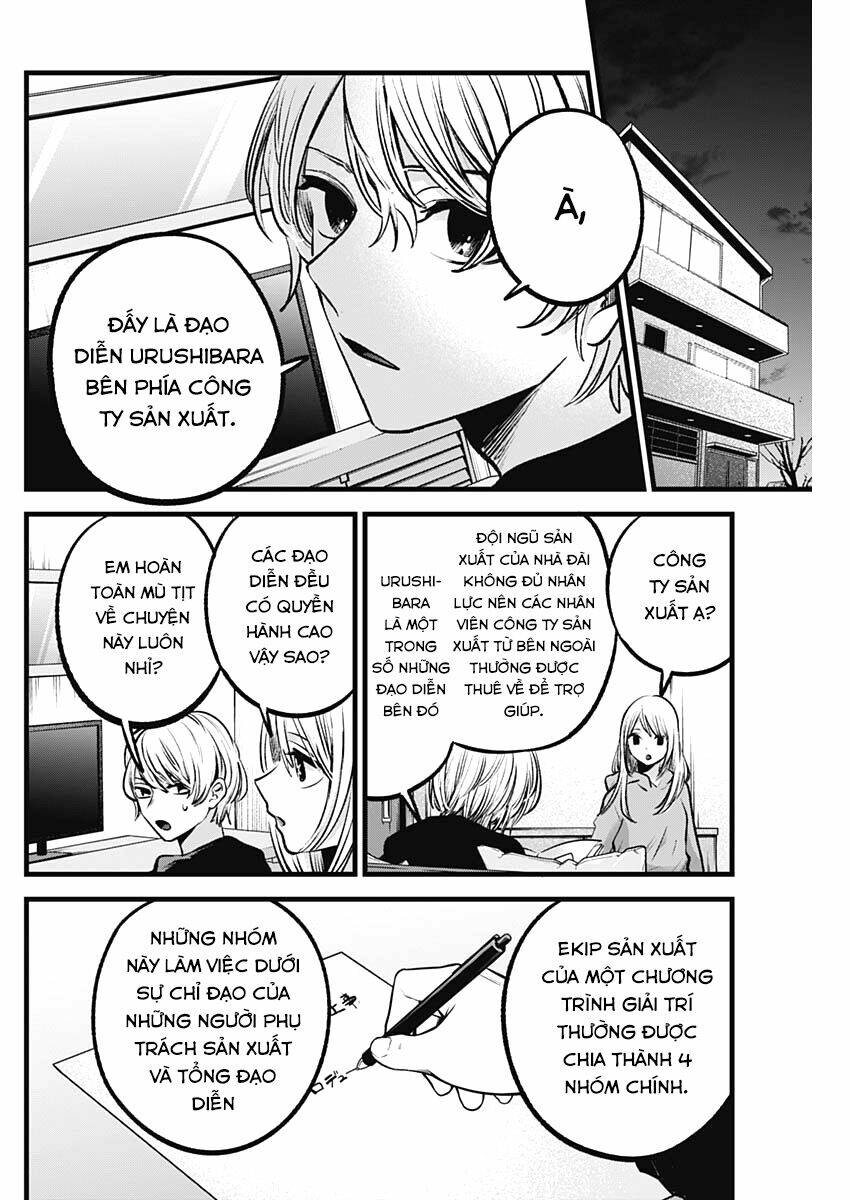 À,
ĐẤY LÀ ĐẠO
DIỄN URUSHIBARA
BÊN PHÍA CÔNG
TY SẢN XUẤT.
CÔNG
TY SẢN
XUẤT Ạ?
ĐỘI NGŨ SẢN
XUẤT CỦA NHÀ ĐÀI
KHÔNG ĐỦ NHÂN
LỰC NÊN CÁC NHÂN
VIÊN CÔNG TY SẢN
XUẤT TỪ BÊN NGOÀI
THƯỜNG ĐƯỢC
THUÊ VỀ ĐỂ TRỢ
GIÚP.
URUSHI-
BARA
LÀ MỘT
TRONG
SỐ NHỮNG
ĐẠO DIỄN
BÊN ĐÓ
CÁC ĐẠO
DIỄN ĐỀU
CÓ QUYỀN
HÀNH CAO
VẬY SAO?
EM HOÀN
TOÀN MÙ TỊT
VỀ CHUYỆN
NÀY LUÔN
NHỈ?
EKIP SẢN XUẤT
CỦA MỘT CHƯƠNG
TRÌNH GIẢI TRÍ
THƯỜNG ĐƯỢC
CHIA THÀNH 4
NHÓM CHÍNH.
NHỮNG NHÓM
NÀY LÀM VIỆC DƯỚI
SỰ CHỈ ĐẠO CỦA
NHỮNG NGƯỜI PHỤ
TRÁCH SẢN XUẤT
VÀ TỔNG ĐẠO
DIỄN
ロデュ